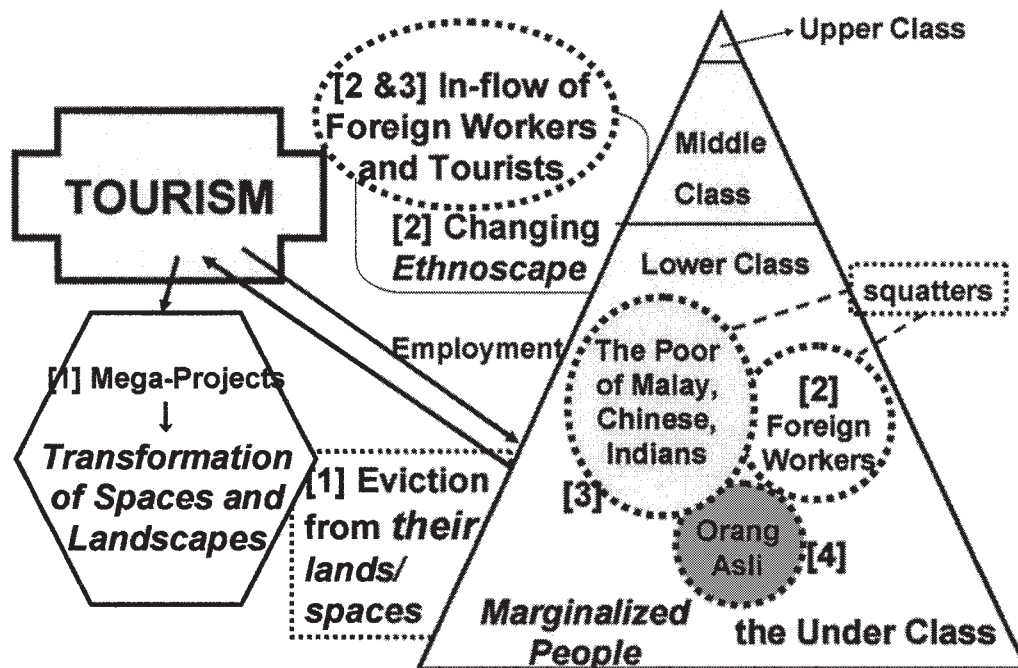 Upper Class
[2 &3] In-flow of
Foreign Workers
and Tourists
TOURISM
Middle
Class
[2] Changing
Ethnoscape
Lower Class
squatters
Employment
The Poor
of Malay,
Chinese,
Indians
[2]
Foreign
Workers
[1] Mega-Projects
↓
Transformation
of Spaces and
Landscapes
[1] Eviction
from their
lands/
spaces
[3]
Orang
Asli
[4]
Marginalized
People
the Under Class